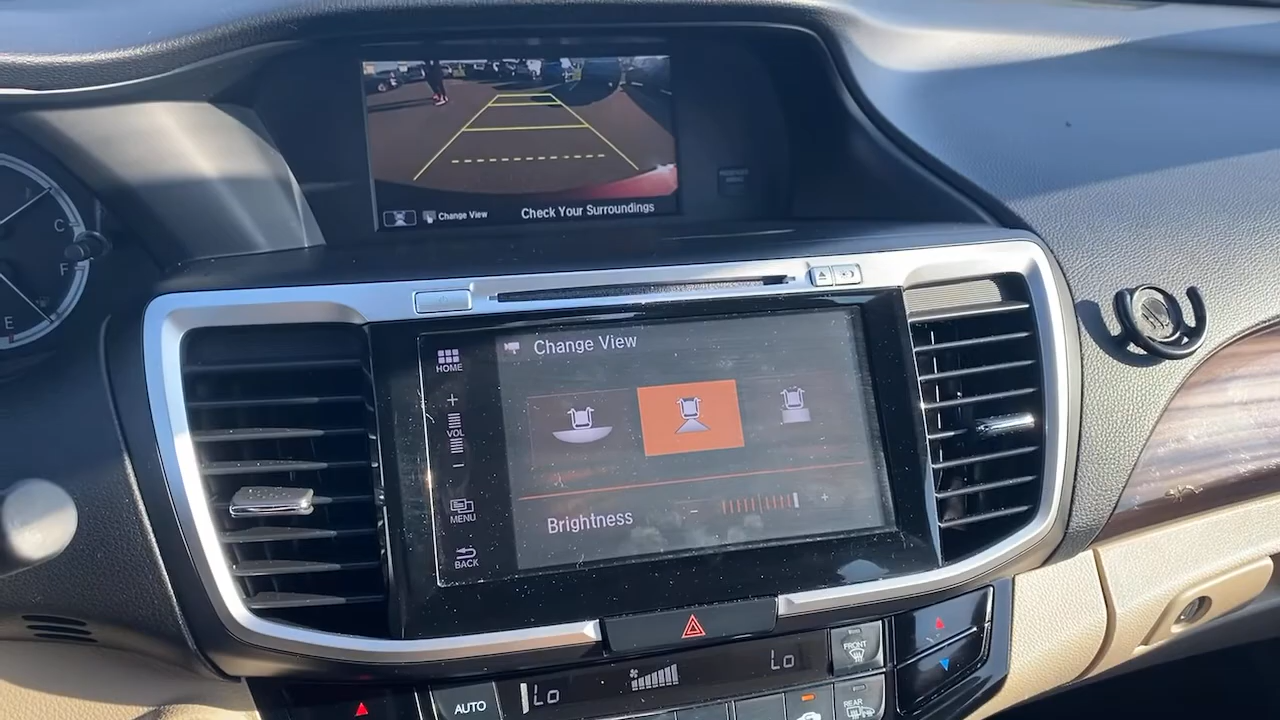 Change View
Check Your Surroundings
C
F
E
HOME
Change View
+
VOL
-
MENU
BACK
Brightness
- +
Lo
Lo
AUTO
FRONT
REAR